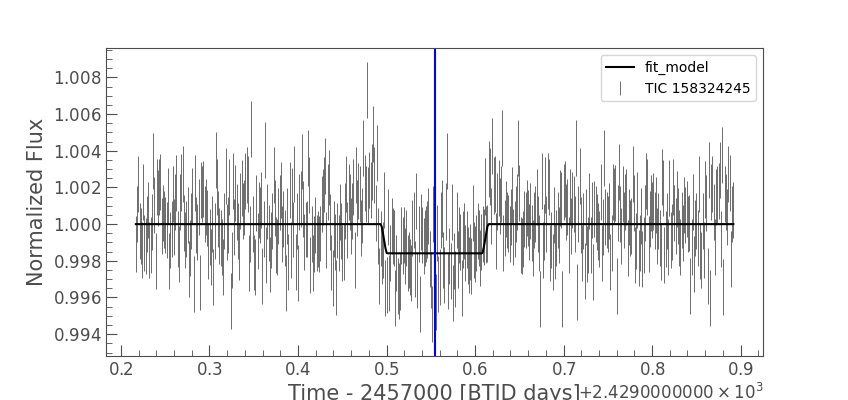 fit_model
TIC 158324245
Normalized Flux
1.008
1.006
1.004
1.002
1.000
0.998
0.996
0.994
0.2 0.3 0.4 0.5 0.6 0.7 0.8 0.9
Time - 2457000 [BTJD days]
+2.4290000000 × 10³